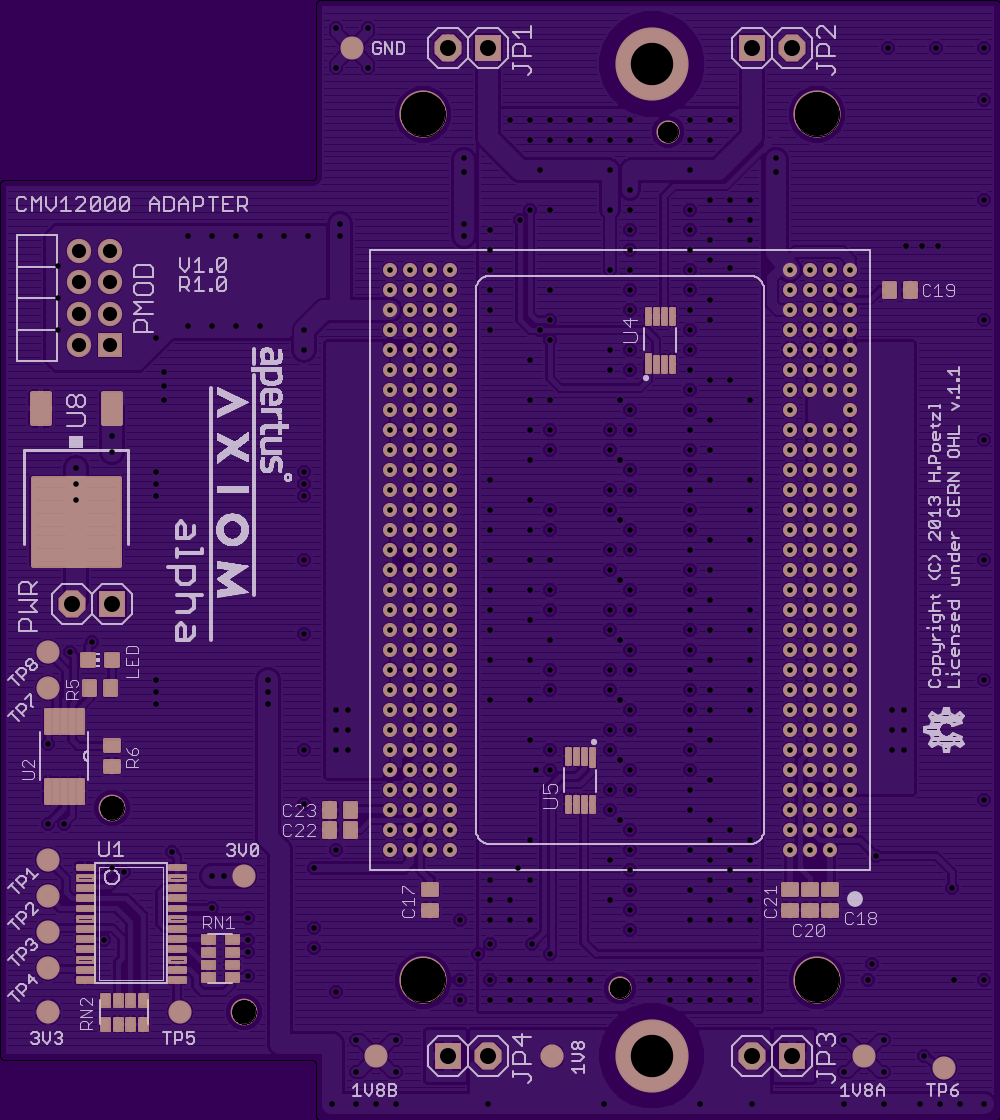 GND
JP1
JP2
CMV12000 ADAPTER
V1.0
R1.0
PMOD
C19
U4
U8
apertus°
AXIOM
alpha
Copyright (C) 2013 H.Poetzl
Licensed under CERN OHL v.1.1
PWR
TP8
LED
R5
TP7
R6
U2
U5
C23
C22
U1
3V0
TP1
TP2
TP3
TP4
C17
C21
C18
C20
RN1
RN2
3V3
TP5
JP4
1V8
JP3
1V8B
1V8A
TP6